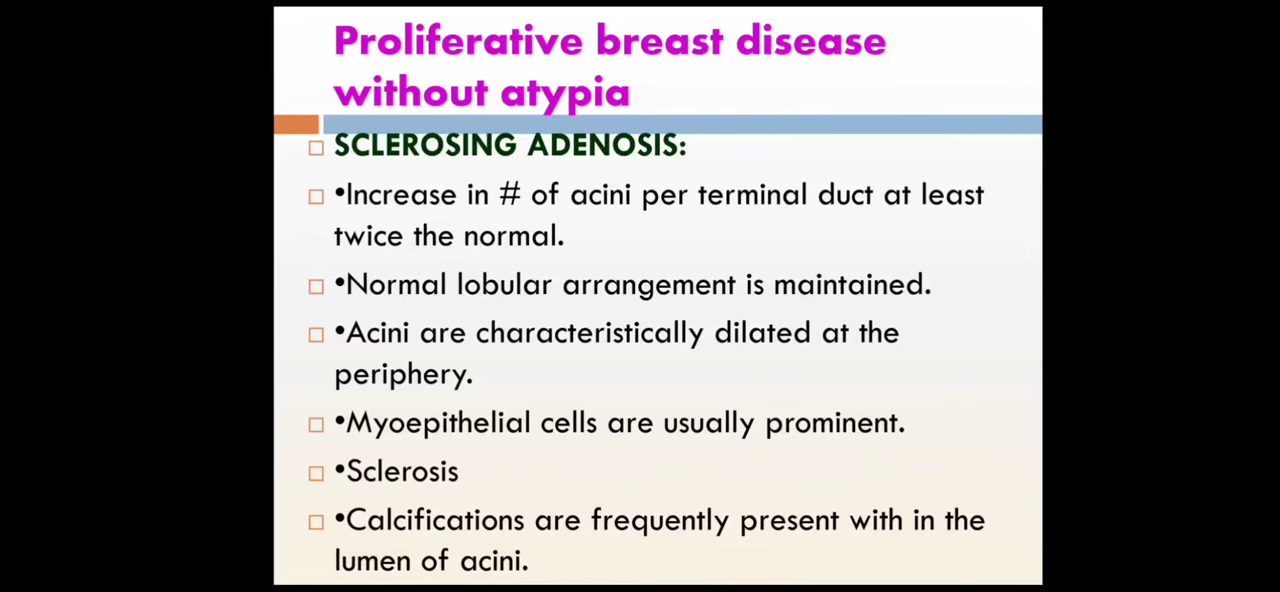 Proliferative breast disease
without atypia
SCLEROSING ADENOSIS:
•Increase in # of acini per terminal duct at least
twice the normal.
•Normal lobular arrangement is maintained.
•Acini are characteristically dilated at the
periphery.
•Myoepithelial cells are usually prominent.
•Sclerosis
•Calcifications are frequently present with in the
lumen of acini.